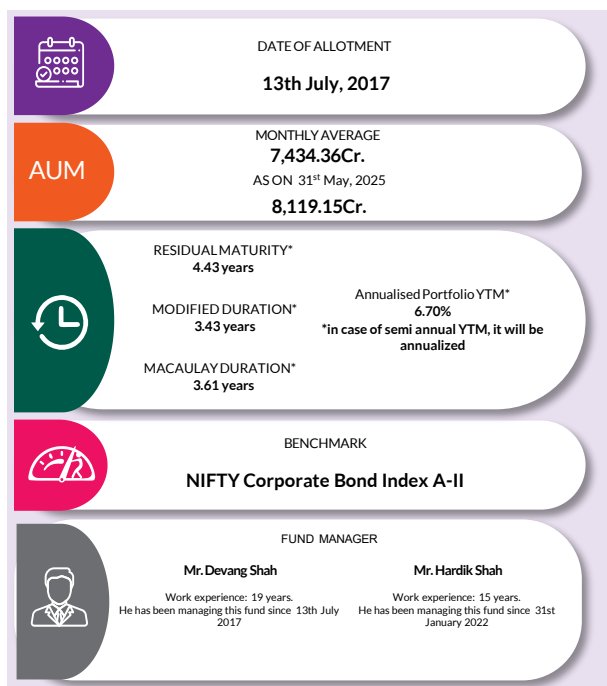 DATE OF ALLOTMENT
13th July, 2017
AUM
MONTHLY AVERAGE
7,434.36Cr.
AS ON 31st May, 2025
8,119.15Cr.
RESIDUAL MATURITY*
4.43 years
MODIFIED DURATION*
3.43 years
MACAULAY DURATION*
3.61 years
Annualised Portfolio YTM*
6.70%
*in case of semi annual YTM, it will be
annualized
BENCHMARK
NIFTY Corporate Bond Index A-II
FUND MANAGER
Mr. Devang Shah
Work experience: 19 years.
He has been managing this fund since 13th July
2017
Mr. Hardik Shah
Work experience: 15 years.
He has been managing this fund since 31st
January 2022